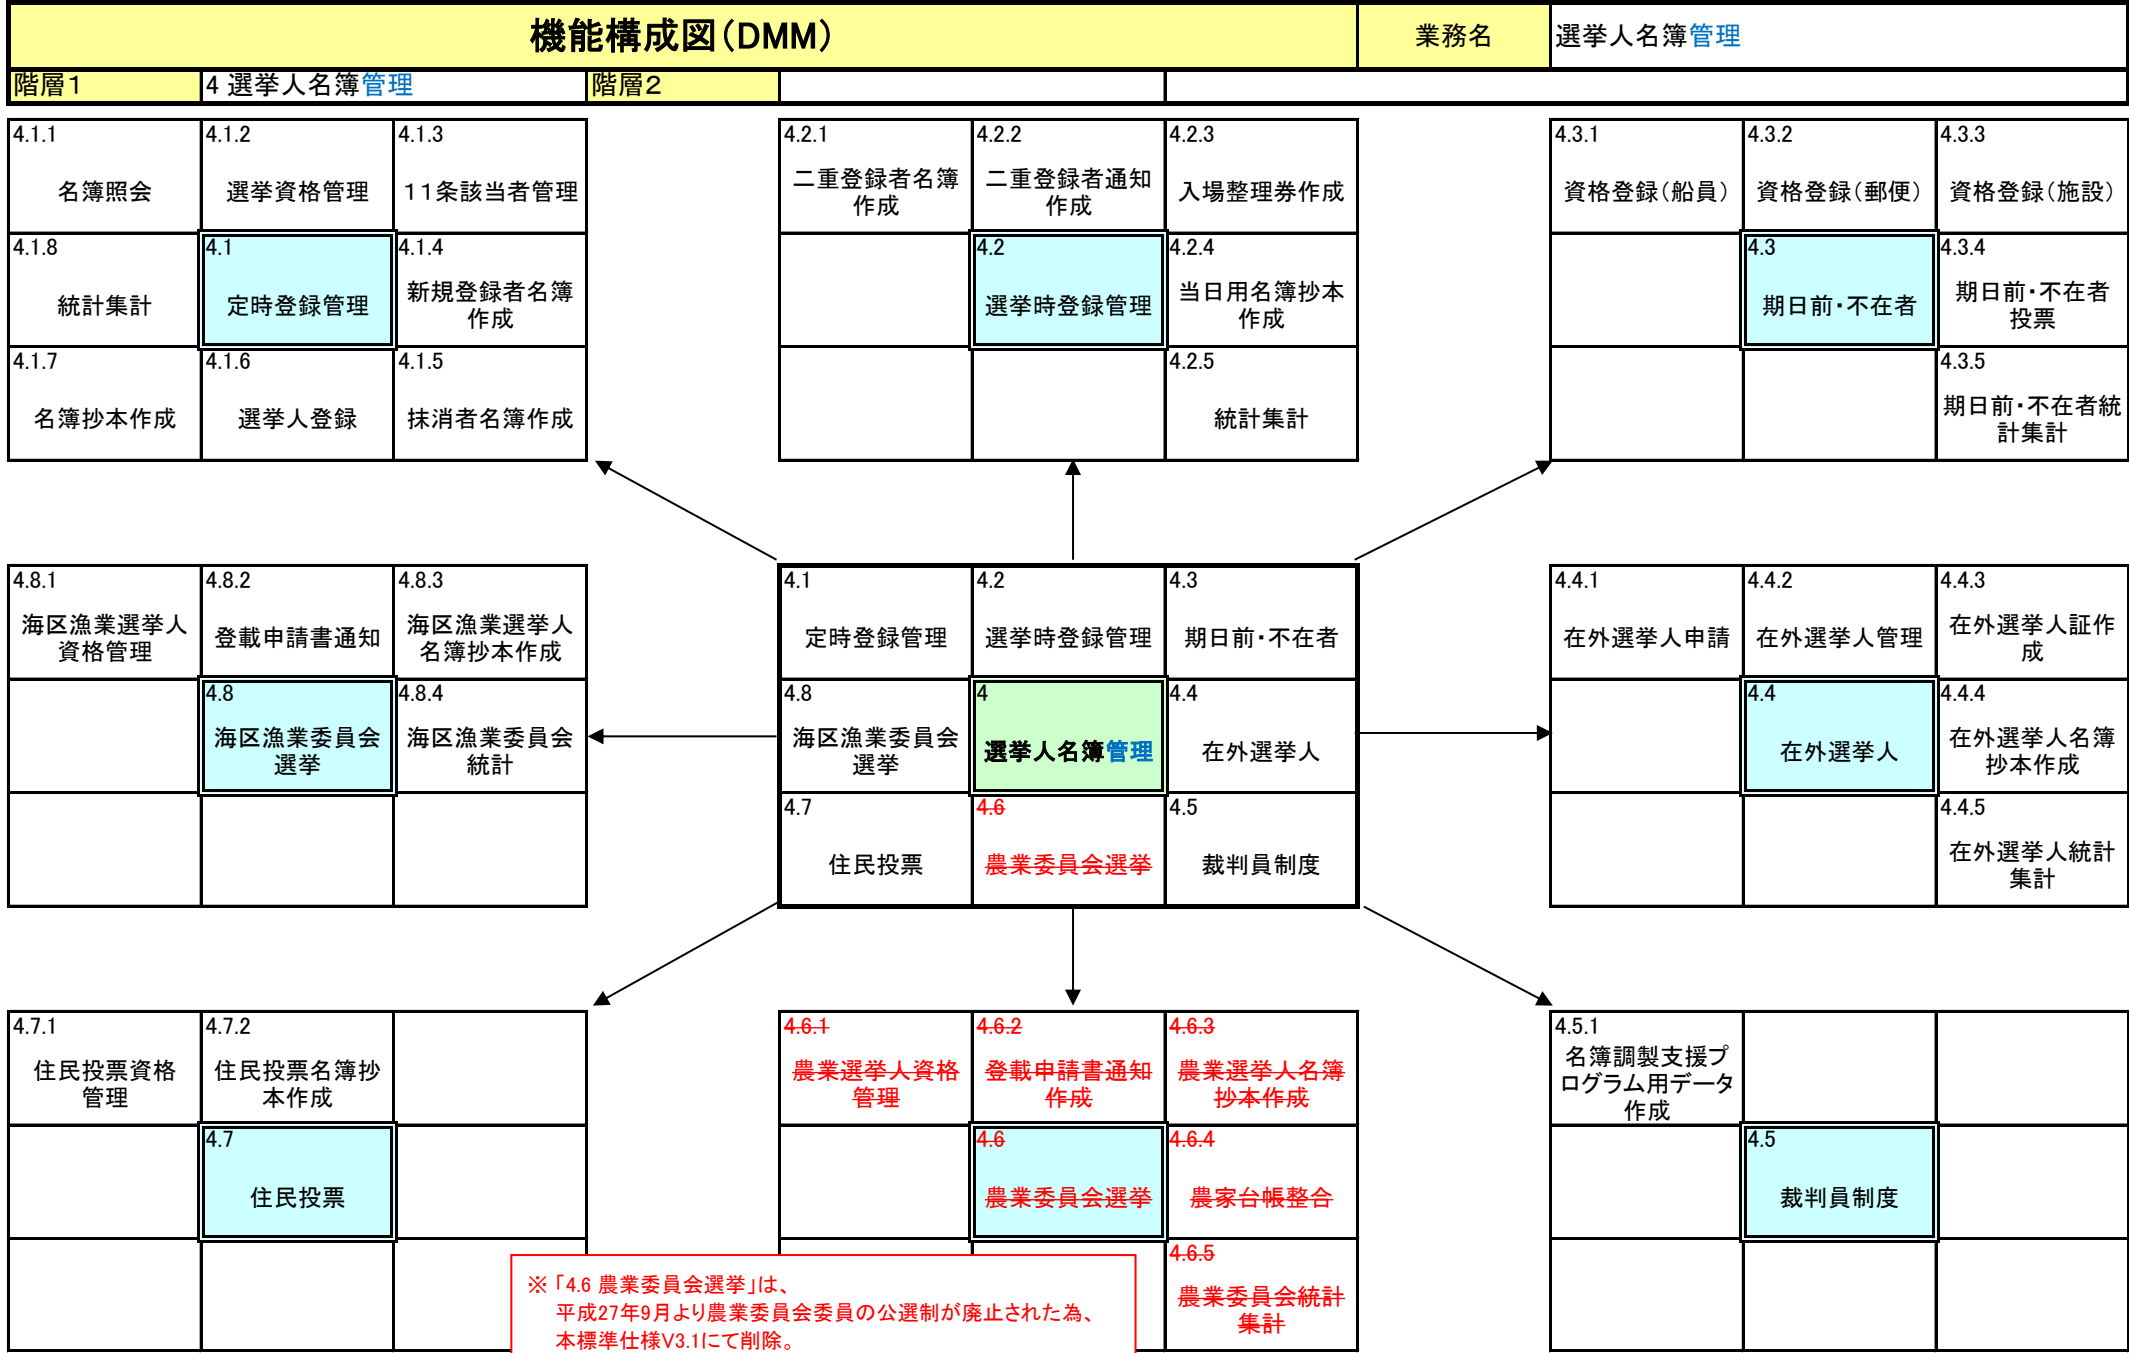 機能構成図（DMM）
業務名
選挙人名簿管理
階層１
4 選挙人名簿管理
階層２
4.1.1
名簿照会
4.1.2
選挙資格管理
4.1.3
１１条該当者管理
4.1.8
統計集計
4.1
定時登録管理
4.1.4
新規登録者名簿
作成
4.1.7
名簿抄本作成
4.1.6
選挙人登録
4.1.5
抹消者名簿作成
4.2.1
二重登録者名簿
作成
4.2.2
二重登録者通知
作成
4.2.3
入場整理券作成
4.2
選挙時登録管理
4.2.4
当日用名簿抄本
作成
4.2.5
統計集計
4.3.1
資格登録（船員）
4.3.2
資格登録（郵便）
4.3.3
資格登録（施設）
4.3
期日前・不在者
4.3.4
期日前・不在者
投票
4.3.5
期日前・不在者統
計集計
4.8.1
海区漁業選挙人
資格管理
4.8.2
登載申請書通知
4.8.3
海区漁業選挙人
名簿抄本作成
4.8
海区漁業委員会
選挙
4.8.4
海区漁業委員会
統計
4.1
定時登録管理
4.2
選挙時登録管理
4.3
期日前・不在者
4.8
海区漁業委員会
選挙
4
選挙人名簿管理
4.4
在外選挙人
4.7
住民投票
4.6
農業委員会選挙
4.5
裁判員制度
4.4.1
在外選挙人申請
4.4.2
在外選挙人管理
4.4.3
在外選挙人証作
成
4.4
在外選挙人
4.4.4
在外選挙人名簿
抄本作成
4.4.5
在外選挙人統計
集計
4.7.1
住民投票資格
管理
4.7.2
住民投票名簿抄
本作成
4.7
住民投票
4.6.1
農業選挙人資格
管理
4.6.2
登載申請書通知
作成
4.6.3
農業選挙人名簿
抄本作成
4.6
農業委員会選挙
4.6.4
農家台帳整合
4.6.5
農業委員会統計
集計
4.5.1
名簿調製支援プ
ログラム用データ
作成
4.5
裁判員制度
※「4.6 農業委員会選挙」は、
平成27年9月より農業委員会委員の公選制が廃止された為、
本標準仕様V3.1にて削除。